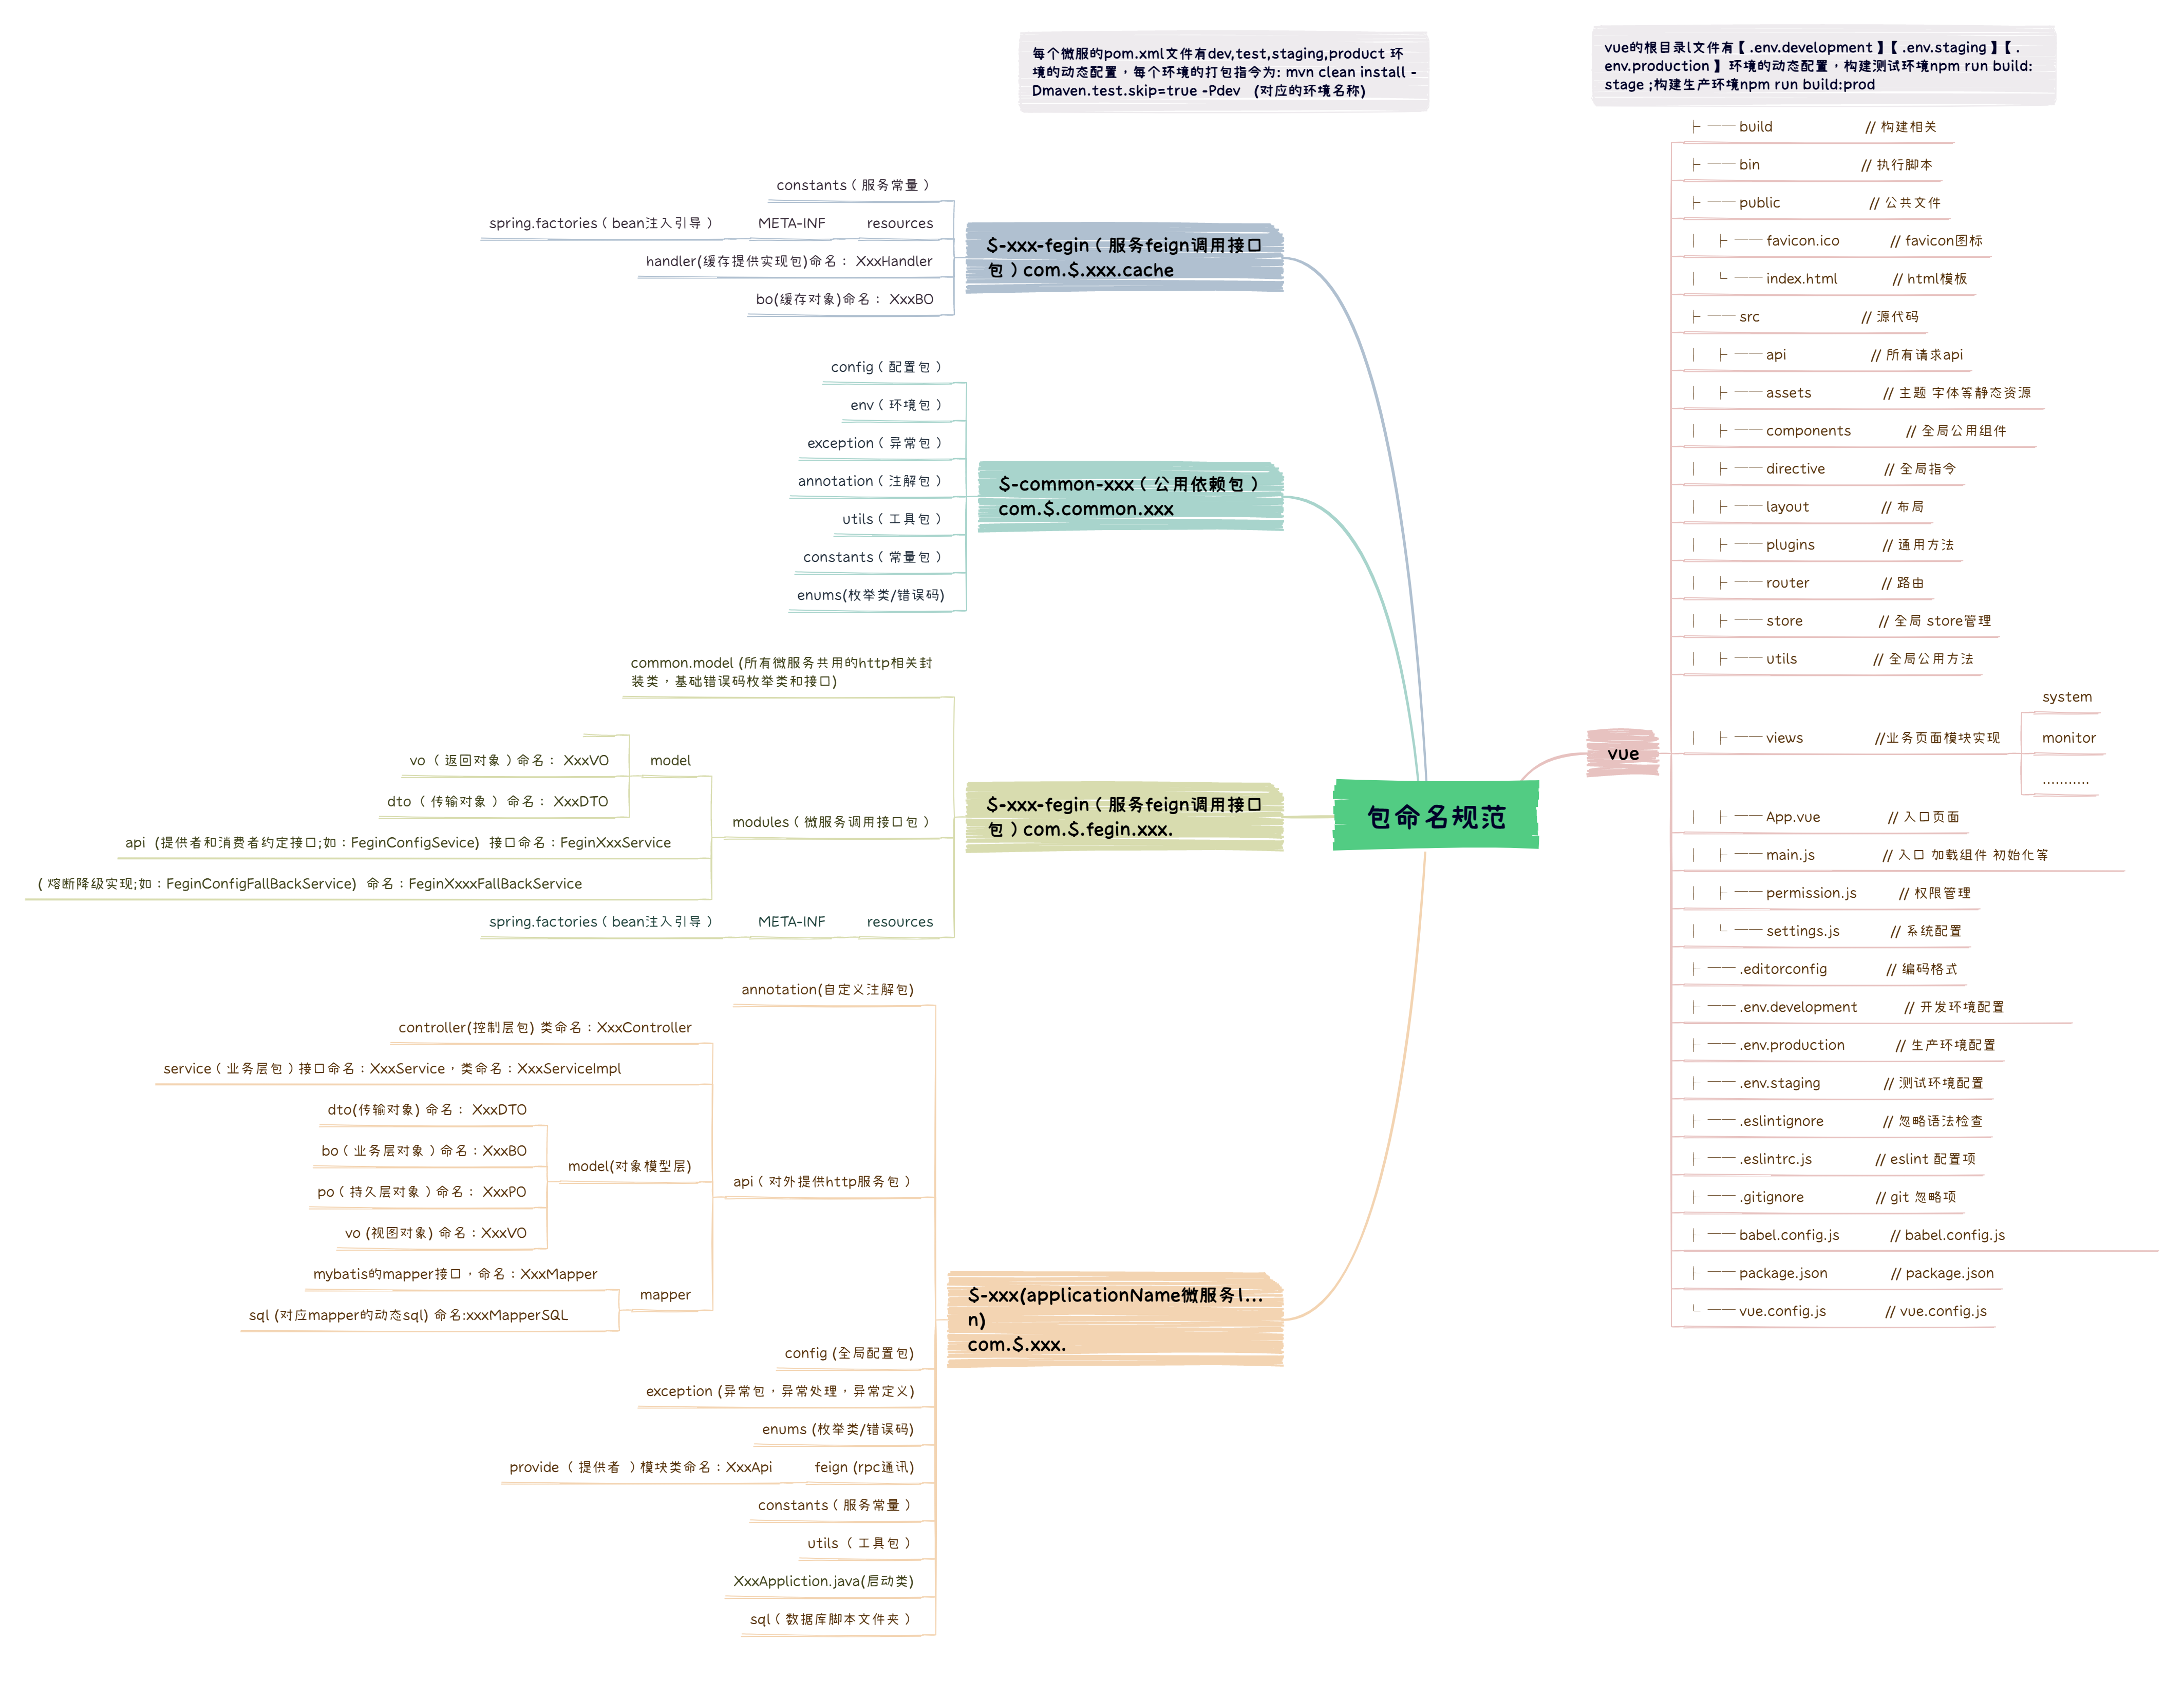 每个微服的pom.xml文件有dev,test,staging,product 环
境的动态配置，每个环境的打包指令为: mvn clean install -
Dmaven.test.skip=true -Pdev （对应的环境名称)
vue的根目录l文件有【 .env.development 】【 .env.staging 】【 .
env.production 】 环境的动态配置，构建测试环境npm run build:
stage ;构建生产环境npm run build:prod
包命名规范
$-xxx-fegin（ 服务feign调用接口
包 ）com.$.xxx.cache
constants（ 服务常量 ）
resources
META-INF
spring.factories（ bean注入引导 ）
handler(缓存提供实现包)命名： XxxHandler
bo(缓存对象)命名： XxxBO
$-common-xxx（ 公用依赖包 ）
com.$.common.xxx
config（ 配置包 ）
env（ 环境包 ）
exception（ 异常包 ）
annotation（ 注解包 ）
utils（ 工具包 ）
constants（ 常量包 ）
enums(枚举类/错误码)
$-xxx-fegin（ 服务feign调用接口
包 ）com.$.fegin.xxx.
common.model (所有微服务共用的http相关封
装类，基础错误码枚举类和接口)
modules（ 微服务调用接口包 ）
model
vo （ 返回对象 ）命名： XxxVO
dto （ 传输对象 ） 命名： XxxDTO
api (提供者和消费者约定接口;如：FeginConfigSevice) 接口命名：FeginXxxService
( 熔断降级实现;如：FeginConfigFallBackService) 命名：FeginXxxxFallBackService
resources
META-INF
spring.factories（ bean注入引导 ）
$-xxx(applicationName微服务l...
n)
com.$.xxx.
annotation(自定义注解包)
api（ 对外提供http服务包 ）
controller(控制层包) 类命名：XxxController
service（ 业务层包 ）接口命名：XxxService，类命名：XxxServiceImpl
model(对象模型层)
dto(传输对象) 命名： XxxDTO
bo（ 业务层对象 ）命名：XxxBO
po（ 持久层对象 ）命名： XxxPO
vo (视图对象) 命名：XxxVO
mapper
mybatis的mapper接口，命名：XxxMapper
sql (对应mapper的动态sql) 命名:xxxMapperSQL
config (全局配置包)
exception (异常包，异常处理，异常定义)
enums (枚举类/错误码)
feign (rpc通讯)
provide （ 提供者 ）模块类命名：XxxApi
constants（ 服务常量 ）
utils （ 工具包 ）
XxxAppliction.java(启动类)
sql（ 数据库脚本文件夹 ）
vue
├ ── build // 构建相关
├ ── bin // 执行脚本
├ ── public // 公共文件
│ ├ ── favicon.ico // favicon图标
│ └ ── index.html // html模板
├ ── src // 源代码
│ ├ ── api // 所有请求api
│ ├ ── assets // 主题 字体等静态资源
│ ├ ── components // 全局公用组件
│ ├ ── directive // 全局指令
│ ├ ── layout // 布局
│ ├ ── plugins // 通用方法
│ ├ ── router // 路由
│ ├ ── store // 全局 store管理
│ ├ ── utils // 全局公用方法
│ ├ ── views //业务页面模块实现
system
monitor
...........
│ ├ ── App.vue // 入口页面
│ ├ ── main.js // 入口 加载组件 初始化等
│ ├ ── permission.js // 权限管理
│ └ ── settings.js // 系统配置
├ ── .editorconfig // 编码格式
├ ── .env.development // 开发环境配置
├ ── .env.production // 生产环境配置
├ ── .env.staging // 测试环境配置
├ ── .eslintignore // 忽略语法检查
├ ── .eslintrc.js // eslint 配置项
├ ── .gitignore // git 忽略项
├ ── babel.config.js // babel.config.js
├ ── package.json // package.json
└ ── vue.config.js // vue.config.js